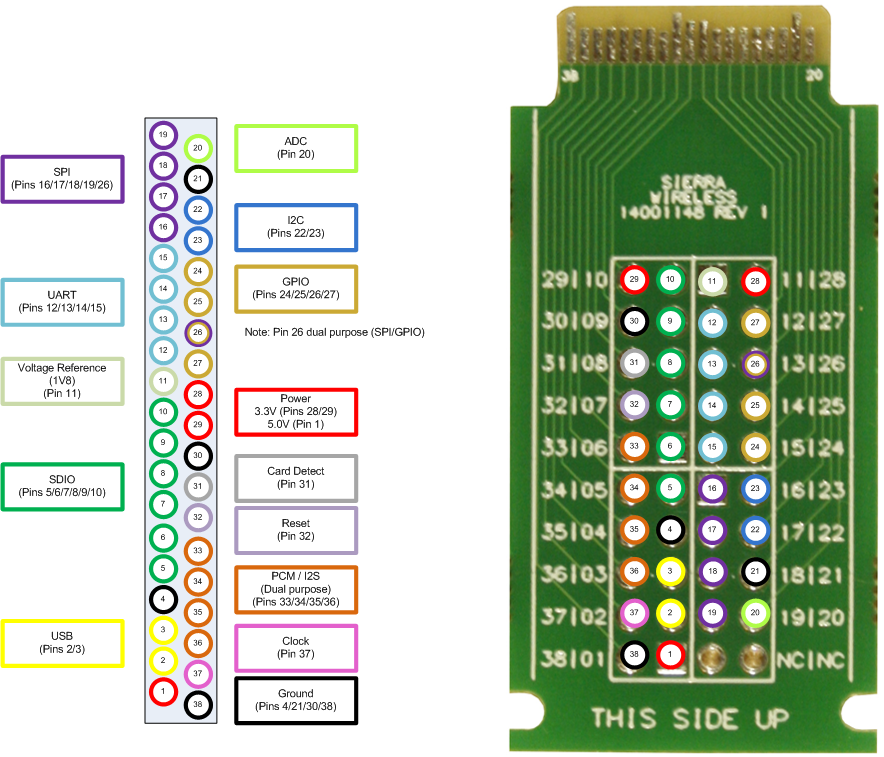 19
20
ADC
(Pin 20)
18
21
SPI
(Pins 16/17/18/19/26)
17
22
16
23
I2C
(Pins 22/23)
15
24
14
25
GPIO
(Pins 24/25/26/27)
UART
(Pins 12/13/14/15)
13
26
Note: Pin 26 dual purpose (SPI/GPIO)
12
27
Voltage Reference
(1V8)
(Pin 11)
11
28
10
29
Power
3.3V (Pins 28/29)
5.0V (Pin 1)
9
30
8
31
Card Detect
(Pin 31)
SDIO
(Pins 5/6/7/8/9/10)
7
32
Reset
(Pin 32)
6
33
5
34
PCM / I2S
(Dual purpose)
(Pins 33/34/35/36)
4
35
3
36
USB
(Pins 2/3)
2
37
Clock
(Pin 37)
1
38
Ground
(Pins 4/21/30/38)
38 20
SIERRA
WIRELESS
14001148 REV 1
29|10 29 10 11 28 11|28
30|09 30 9 12 27 12|27
31|08 31 8 13 26 13|26
32|07 32 7 14 25 14|25
33|06 33 6 15 24 15|24
34|05 34 5 16 23 16|23
35|04 35 4 17 22 17|22
36|03 36 3 18 21 18|21
37|02 37 2 19 20 19|20
38|01 38 1 NC|NC
THIS SIDE UP